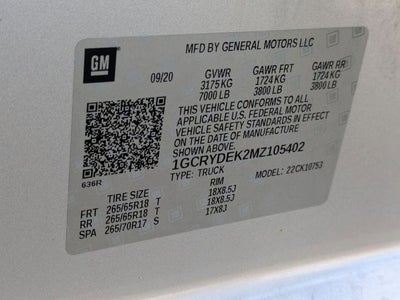 GM
MFD BY GENERAL MOTORS LLC
09/20 GVWR GAWR FRT GAWR RR
3175 KG 1724 KG 1724 KG
7000 LB 3800 LB 3800 LB
THIS VEHICLE CONFORMS TO ALL
APPLICABLE U.S. FEDERAL MOTOR
VEHICLE SAFETY STANDARDS IN
EFFECT ON THE DATE OF MANUFACTURE
SHOWN ABOVE.
1GCRYDEK2MZ105402
TYPE: TRUCK MODEL: 22CK10753
636R
TIRE SIZE RIM
FRT 265/65R18 T 18X8.5J
RR 265/65R18 T 18X8.5J
SPA 265/70R17 S 17X8J